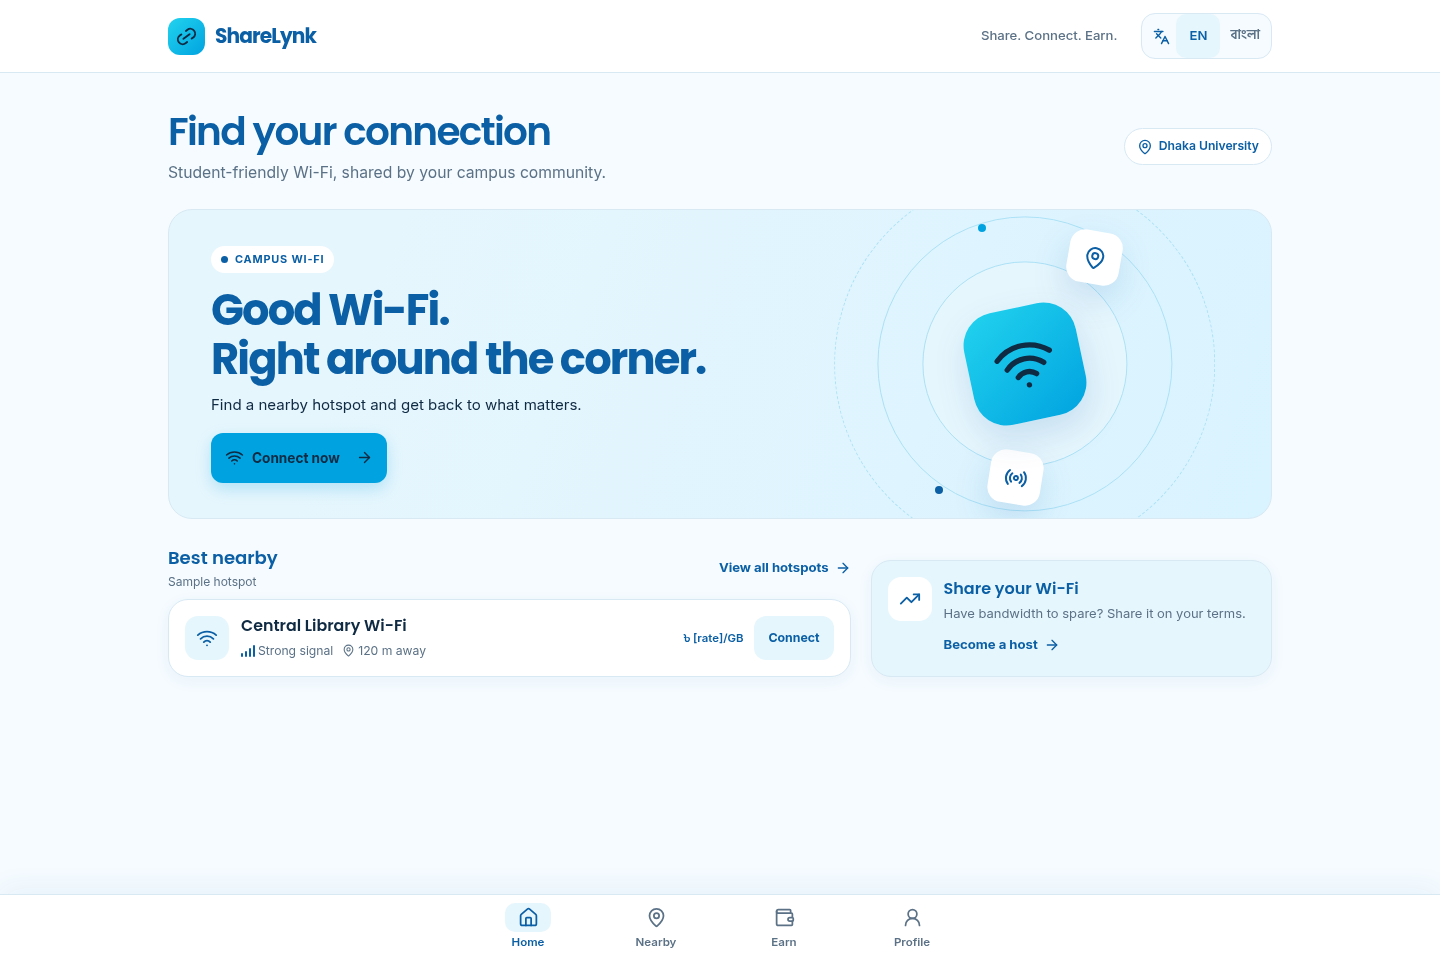 ShareLynk
Share. Connect. Earn.
EN
বাংলা
Find your connection
Student-friendly Wi-Fi, shared by your campus community.
Dhaka University
CAMPUS WI-FI
Good Wi-Fi.
Right around the corner.
Find a nearby hotspot and get back to what matters.
Connect now
Best nearby
Sample hotspot
View all hotspots
Central Library Wi-Fi
Strong signal
120 m away
৳ [rate]/GB
Connect
Share your Wi-Fi
Have bandwidth to spare? Share it on your terms.
Become a host
Home
Nearby
Earn
Profile